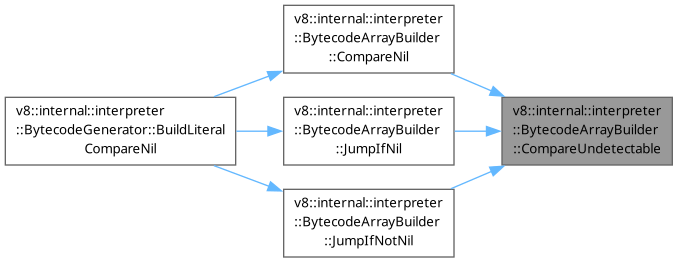 v8::internal::interpreter
::BytecodeArrayBuilder
::CompareNil
v8::internal::interpreter
::BytecodeGenerator::BuildLiteral
CompareNil
v8::internal::interpreter
::BytecodeArrayBuilder
::JumpIfNil
v8::internal::interpreter
::BytecodeArrayBuilder
::CompareUndetectable
v8::internal::interpreter
::BytecodeArrayBuilder
::JumpIfNotNil